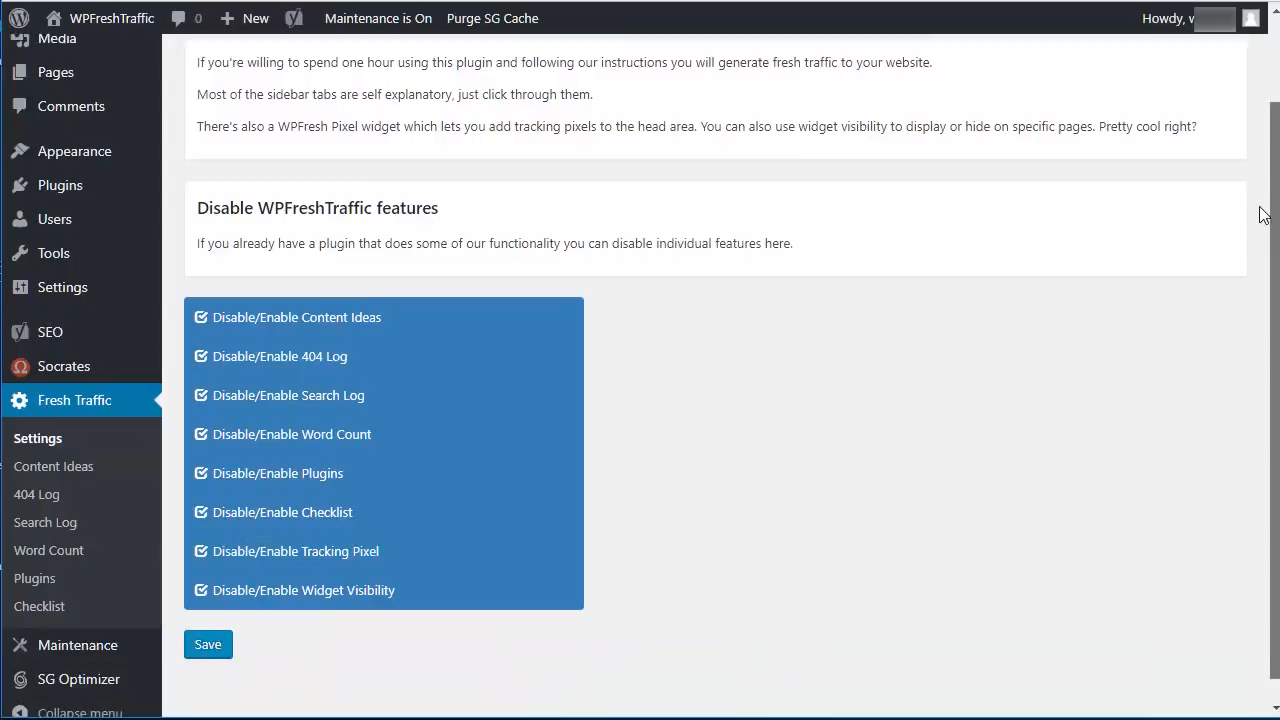 WPFreshTraffic 0 New Maintenance is On Purge SG Cache Howdy, w
Media
Pages
Comments
Appearance
Plugins
Users
Tools
Settings
SEO
Socrates
Fresh Traffic
Settings
Content Ideas
404 Log
Search Log
Word Count
Plugins
Checklist
Maintenance
SG Optimizer
Collapse menu
If you're willing to spend one hour using this plugin and following our instructions you will generate fresh traffic to your website.
Most of the sidebar tabs are self explanatory, just click through them.
There's also a WPFresh Pixel widget which lets you add tracking pixels to the head area. You can also use widget visibility to display or hide on specific pages. Pretty cool right?
Disable WPFreshTraffic features
If you already have a plugin that does some of our functionality you can disable individual features here.
Disable/Enable Content Ideas
Disable/Enable 404 Log
Disable/Enable Search Log
Disable/Enable Word Count
Disable/Enable Plugins
Disable/Enable Checklist
Disable/Enable Tracking Pixel
Disable/Enable Widget Visibility
Save